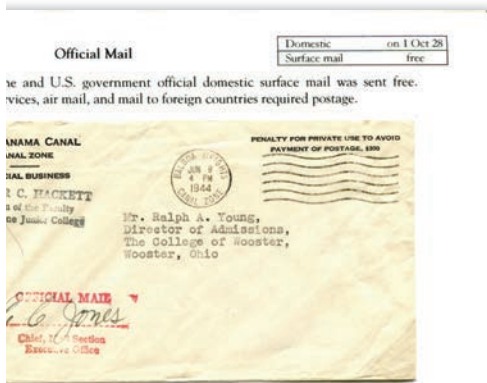 Official Mail
Domestic on 1 Oct 28
Surface mail free
ne and U.S. government official domestic surface mail was sent free.
rvices, air mail, and mail to foreign countries required postage.
ANAMA CANAL
ANAL ZONE
CIAL BUSINESS
R C. HACKETT
of the Faculty
ne Junior College
BALBOA HEIGHTS
JUN 9
4 PM
1944
CANAL ZONE
PENALTY FOR PRIVATE USE TO AVOID
PAYMENT OF POSTAGE, $300
Mr. Ralph A. Young,
Director of Admissions,
The College of Wooster,
Wooster, Ohio
OFFICIAL MAIL
C Jones
Chief, Section
Executive Office